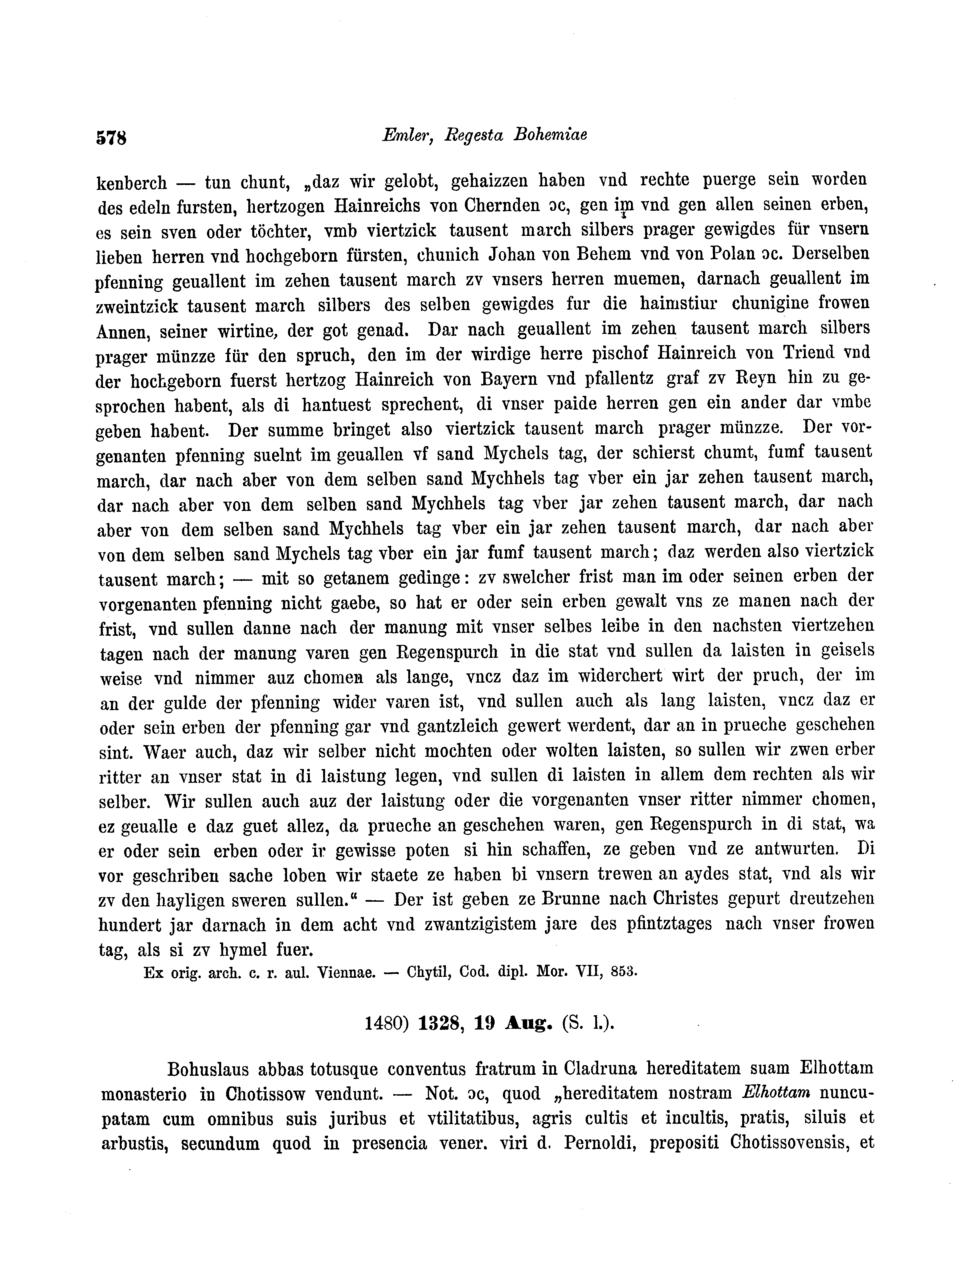 578 Emler, Regesta Bohemiae
kenberch — tun chunt, „daz wir gelobt, gehaizzen haben vnd rechte puerge sein worden
des edeln fursten, hertzogen Hainreichs von Chernden ɔc, gen im vnd gen allen seinen erben,
es sein sven oder töchter, vmb viertzick tausent march silbers prager gewigdes für vnsern
lieben herren vnd hochgeborn fürsten, chunich Johan von Behem vnd von Polan ɔc. Derselben
pfenning geuallent im zehen tausent march zv vnsers herren muemen, darnach geuallent im
zweintzick tausent march silbers des selben gewigdes fur die haimstiur chunigine frowen
Annen, seiner wirtine, der got genad. Dar nach geuallent im zehen tausent march silbers
prager münzze für den spruch, den im der wirdige herre pischof Hainreich von Triend vnd
der hochgeborn fuerst hertzog Hainreich von Bayern vnd pfallentz graf zv Reyn hin zu ge-
sprochen habent, als di hantuest sprechent, di vnser paide herren gen ein ander dar vmbe
geben habent. Der summe bringet also viertzick tausent march prager münzze. Der vor-
genanten pfenning suelnt im geuallen vf sand Mychels tag, der schierst chumt, fumf tausent
march, dar nach aber von dem selben sand Mychhels tag vber ein jar zehen tausent march,
dar nach aber von dem selben sand Mychhels tag vber jar zehen tausent march, dar nach
aber von dem selben sand Mychhels tag vber ein jar zehen tausent march, dar nach aber
von dem selben sand Mychels tag vber ein jar fumf tausent march; daz werden also viertzick
tausent march; — mit so getanem gedinge: zv swelcher frist man im oder seinen erben der
vorgenanten pfenning nicht gaebe, so hat er oder sein erben gewalt vns ze manen nach der
frist, vnd sullen danne nach der manung mit vnser selbes leibe in den nachsten viertzehen
tagen nach der manung varen gen Regenspurch in die stat vnd sullen da laisten in geisels
weise vnd nimmer auz chomen als lange, vncz daz im widerchert wirt der pruch, der im
an der gulde der pfenning wider varen ist, vnd sullen auch als lang laisten, vncz daz er
oder sein erben der pfenning gar vnd gantzleich gewert werdent, dar an in prueche geschehen
sint. Waer auch, daz wir selber nicht mochten oder wolten laisten, so sullen wir zwen erber
ritter an vnser stat in di laistung legen, vnd sullen di laisten in allem dem rechten als wir
selber. Wir sullen auch auz der laistung oder die vorgenanten vnser ritter nimmer chomen,
ez geualle e daz guet allez, da prueche an geschehen waren, gen Regenspurch in di stat, wa
er oder sein erben oder ir gewisse poten si hin schaffen, ze geben vnd ze antwurten. Di
vor geschriben sache loben wir staete ze haben bi vnsern trewen an aydes stat, vnd als wir
zv den hayligen sweren sullen.“ — Der ist geben ze Brunne nach Christes gepurt dreutzehen
hundert jar darnach in dem acht vnd zwantzigistem jare des pfintztages nach vnser frowen
tag, als si zv hymel fuer.
Ex orig. arch. c. r. aul. Viennae. — Chytil, Cod. dipl. Mor. VII, 853.
1480) 1328, 19 Aug. (S. l.).
Bohuslaus abbas totusque conventus fratrum in Cladruna hereditatem suam Elhottam
monasterio in Chotissow vendunt. — Not. ɔc, quod „hereditatem nostram Elhottam nuncu-
patam cum omnibus suis juribus et vtilitatibus, agris cultis et incultis, pratis, siluis et
arbustis, secundum quod in presencia vener. viri d. Pernoldi, prepositi Chotissovensis, et